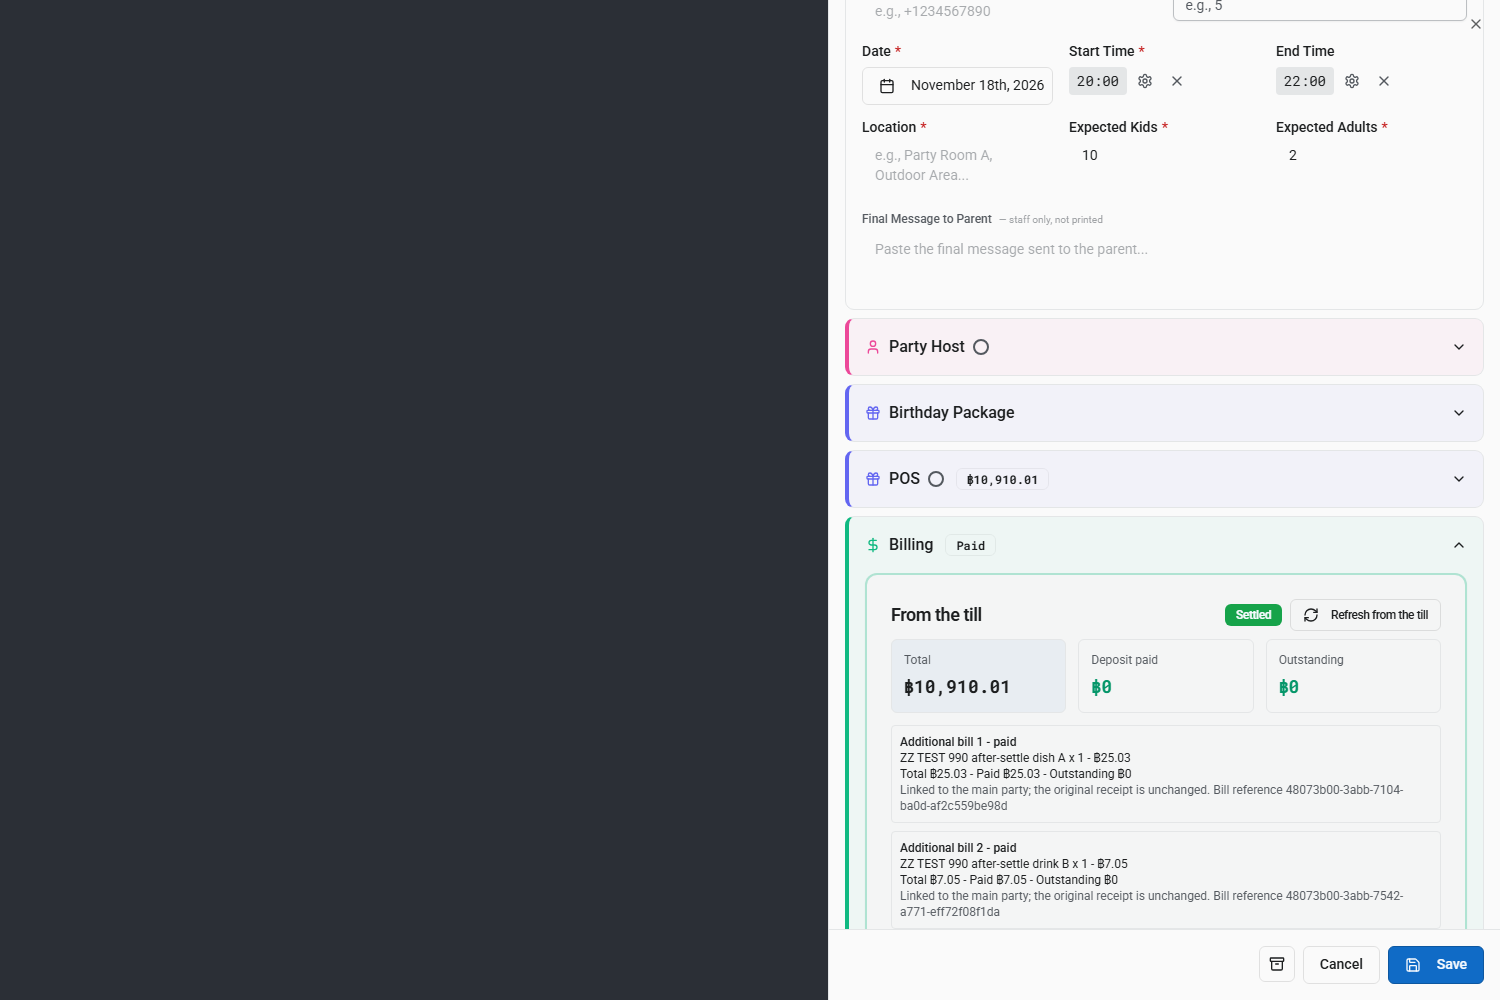 e.g., +1234567890
e.g., 5
Date *
Start Time *
End Time
November 18th, 2026
20:00
22:00
Location *
Expected Kids *
Expected Adults *
e.g., Party Room A,
Outdoor Area...
10
2
Final Message to Parent – staff only, not printed
Paste the final message sent to the parent...
Party Host
Birthday Package
POS
฿10,910.01
Billing
Paid
From the till
Settled
Refresh from the till
Total
฿10,910.01
Deposit paid
฿0
Outstanding
฿0
Additional bill 1 - paid
ZZ TEST 990 after-settle dish A x 1 - ฿25.03
Total ฿25.03 - Paid ฿25.03 - Outstanding ฿0
Linked to the main party; the original receipt is unchanged. Bill reference 48073b00-3abb-7104-
ba0d-af2c559be98d
Additional bill 2 - paid
ZZ TEST 990 after-settle drink B x 1 - ฿7.05
Total ฿7.05 - Paid ฿7.05 - Outstanding ฿0
Linked to the main party; the original receipt is unchanged. Bill reference 48073b00-3abb-7542-
a771-eff72f08f1da
Cancel
Save